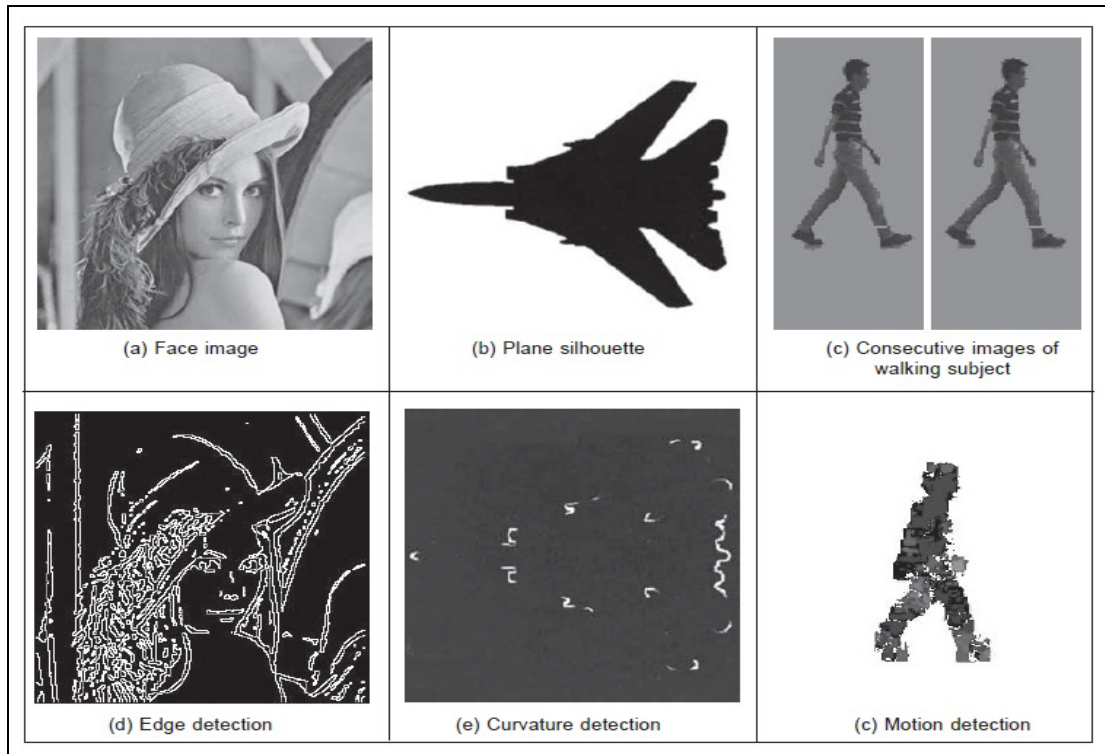 (a) Face image
(b) Plane silhouette
(c) Consecutive images of
walking subject
(d) Edge detection
(e) Curvature detection
(c) Motion detection